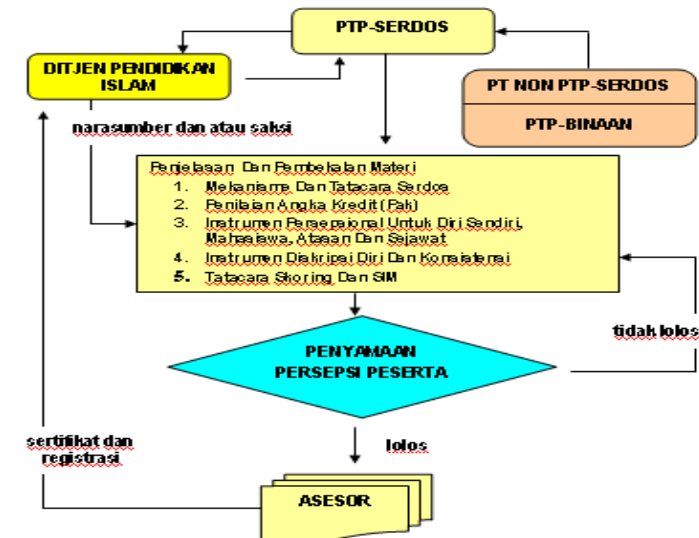 PTP-SERDOS
DITJEN PENDIDIKAN
ISLAM
PT NON PTP-SERDOS
PTP-BINAAN
narasumber dan atau saksi
Penjelasan Dan Pembekalan Materi
1. Mekanisme Dan Tatacara Serdos
2. Penilaian Angka Kredit (Pak)
3. Instrumen Persepsional Untuk Diri Sendiri,
Mahasiswa, Atasan Dan Sejawat
4. Instrumen Diskripsi Diri Dan Konsistensi
5. Tatacara Skoring Dan SIM
tidak lolos
PENYAMAAN
PERSEPSI PESERTA
sertifikat dan
registrasi
lolos
ASESOR